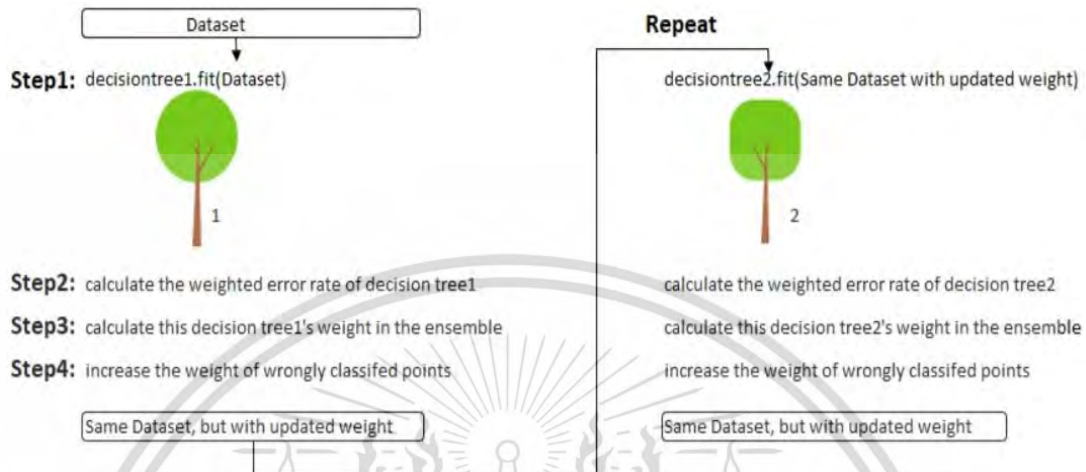 Dataset
Step1: decisiontree1.fit(Dataset)
1
Step2: calculate the weighted error rate of decision tree1
Step3: calculate this decision tree1's weight in the ensemble
Step4: increase the weight of wrongly classifed points
Same Dataset, but with updated weight
Repeat
decisiontree2.fit(Same Dataset with updated weight)
2
calculate the weighted error rate of decision tree2
calculate this decision tree2's weight in the ensemble
increase the weight of wrongly classifed points
Same Dataset, but with updated weight